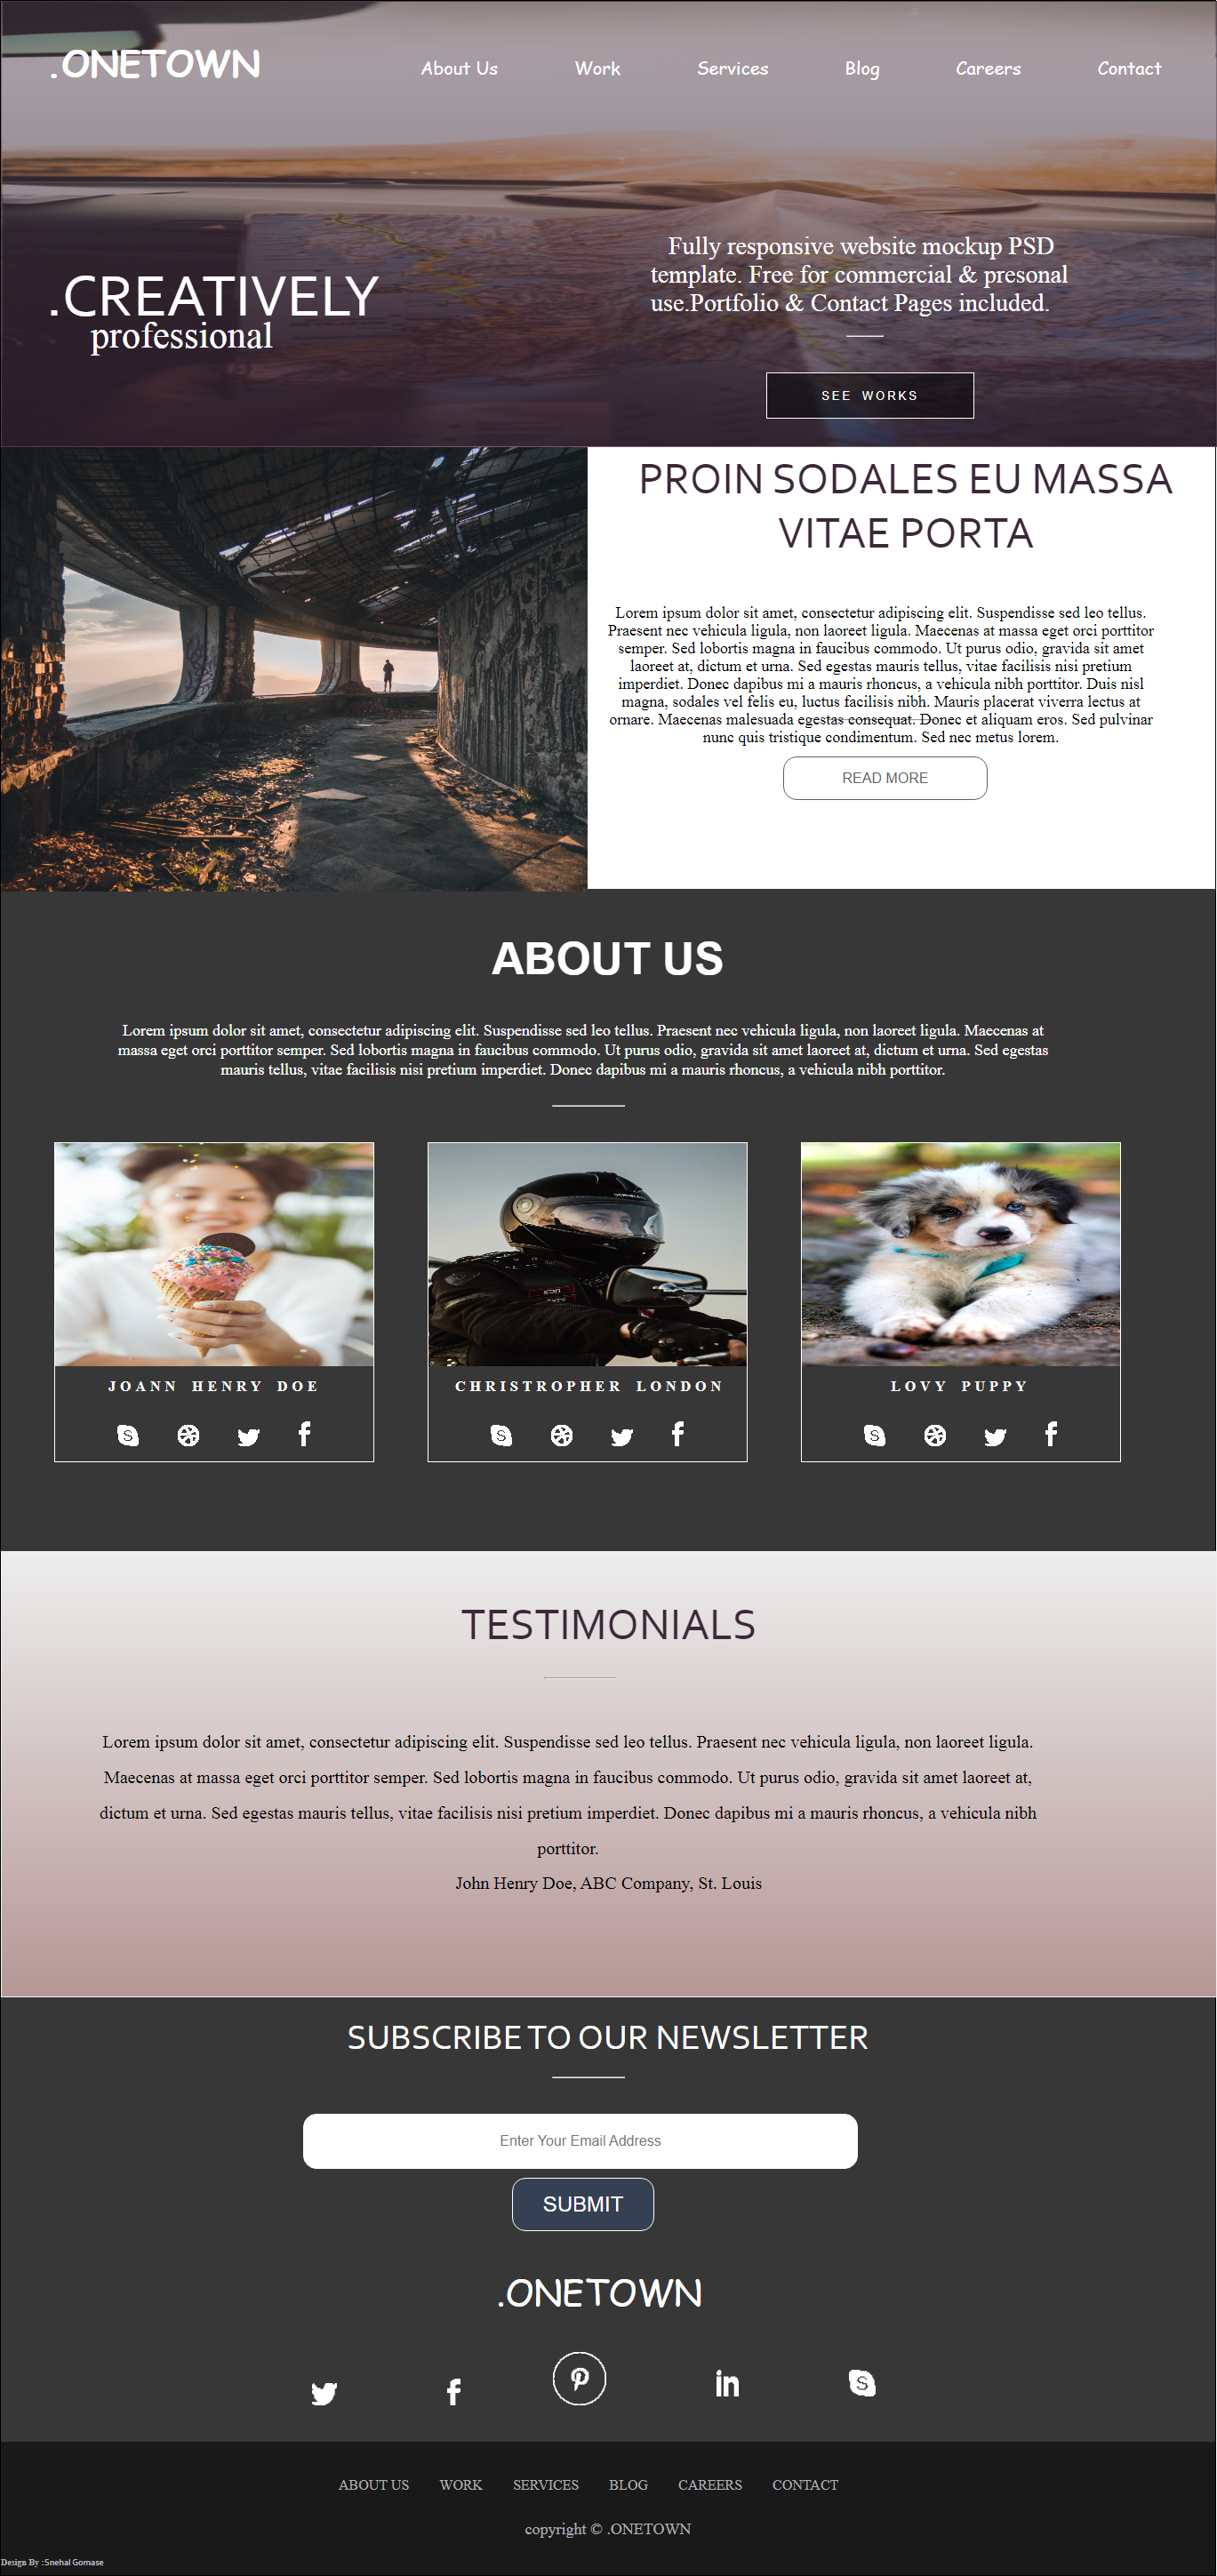 .ONETOWN
About Us Work Services Blog Careers Contact
Fully responsive website mockup PSD
template. Free for commercial & presonal
use.Portfolio & Contact Pages included.
.CREATIVELY
professional
SEE WORKS
PROIN SODALES EU MASSA
VITAE PORTA
Lorem ipsum dolor sit amet, consectetur adipiscing elit. Suspendisse sed leo tellus.
Praesent nec vehicula ligula, non laoreet ligula. Maecenas at massa eget orci porttitor
semper. Sed lobortis magna in faucibus commodo. Ut purus odio, gravida sit amet
laoreet at, dictum et urna. Sed egestas mauris tellus, vitae facilisis nisi pretium
imperdiet. Donec dapibus mi a mauris rhoncus, a vehicula nibh porttitor. Duis nisl
magna, sodales vel felis eu, luctus facilisis nibh. Mauris placerat viverra lectus at
ornare. Maecenas malesuada egestas consequat. Donec et aliquam eros. Sed pulvinar
nunc quis tristique condimentum. Sed nec metus lorem.
READ MORE
ABOUT US
Lorem ipsum dolor sit amet, consectetur adipiscing elit. Suspendisse sed leo tellus. Praesent nec vehicula ligula, non laoreet ligula. Maecenas at
massa eget orci porttitor semper. Sed lobortis magna in faucibus commodo. Ut purus odio, gravida sit amet laoreet at, dictum et urna. Sed egestas
mauris tellus, vitae facilisis nisi pretium imperdiet. Donec dapibus mi a mauris rhoncus, a vehicula nibh porttitor.
JOANN HENRY DOE
CHRISTROPHER LONDON
LOVY PUPPY
TESTIMONIALS
Lorem ipsum dolor sit amet, consectetur adipiscing elit. Suspendisse sed leo tellus. Praesent nec vehicula ligula, non laoreet ligula.
Maecenas at massa eget orci porttitor semper. Sed lobortis magna in faucibus commodo. Ut purus odio, gravida sit amet laoreet at,
dictum et urna. Sed egestas mauris tellus, vitae facilisis nisi pretium imperdiet. Donec dapibus mi a mauris rhoncus, a vehicula nibh
porttitor.
John Henry Doe, ABC Company, St. Louis
SUBSCRIBE TO OUR NEWSLETTER
Enter Your Email Address
SUBMIT
.ONETOWN
ABOUT US WORK SERVICES BLOG CAREERS CONTACT
copyright © .ONETOWN
Design By :Snehal Gomase